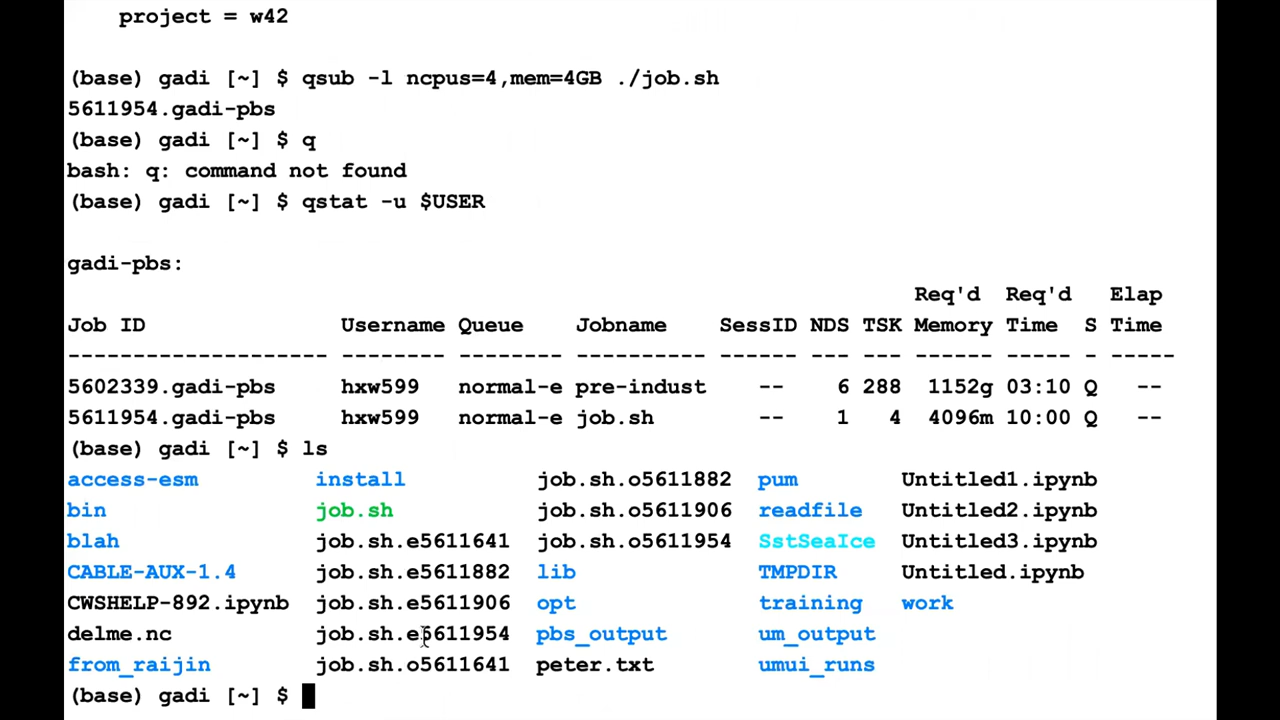 project = w42
(base) gadi [~] $ qsub -l ncpus=4,mem=4GB ./job.sh
5611954.gadi-pbs
(base) gadi [~] $ q
bash: q: command not found
(base) gadi [~] $ qstat -u $USER
gadi-pbs:
Req'd Req'd Elap
Job ID Username Queue Jobname SessID NDS TSK Memory Time S Time
-------------------- -------- -------- ---------- ------ --- --- ------ ----- - -----
5602339.gadi-pbs hxw599 normal-e pre-indust -- 6 288 1152g 03:10 Q --
5611954.gadi-pbs hxw599 normal-e job.sh -- 1 4 4096m 10:00 Q --
(base) gadi [~] $ ls
access-esm install job.sh.o5611882 pum Untitled1.ipynb
bin job.sh job.sh.o5611906 readfile Untitled2.ipynb
blah job.sh.e5611641 job.sh.o5611954 SstSeaIce Untitled3.ipynb
CABLE-AUX-1.4 job.sh.e5611882 lib TMPDIR Untitled.ipynb
CWSHELP-892.ipynb job.sh.e5611906 opt training work
delme.nc job.sh.e5611954 pbs_output um_output
from_raijin job.sh.o5611641 peter.txt umui_runs
(base) gadi [~] $